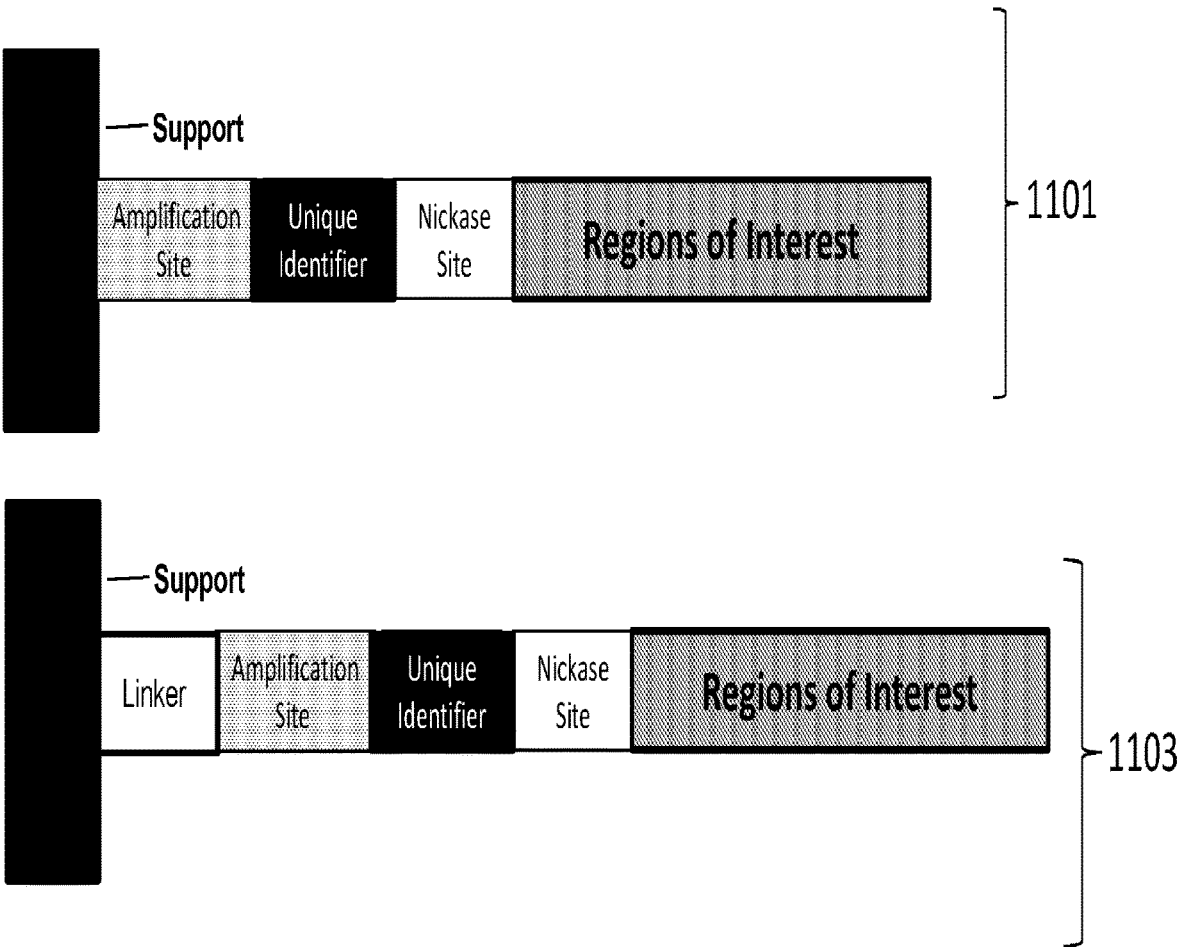 Support
Amplification
Site
Unique
Identifier
Nickase
Site
Regions of Interest
1101
Support
Linker
Amplification
Site
Unique
Identifier
Nickase
Site
Regions of Interest
1103